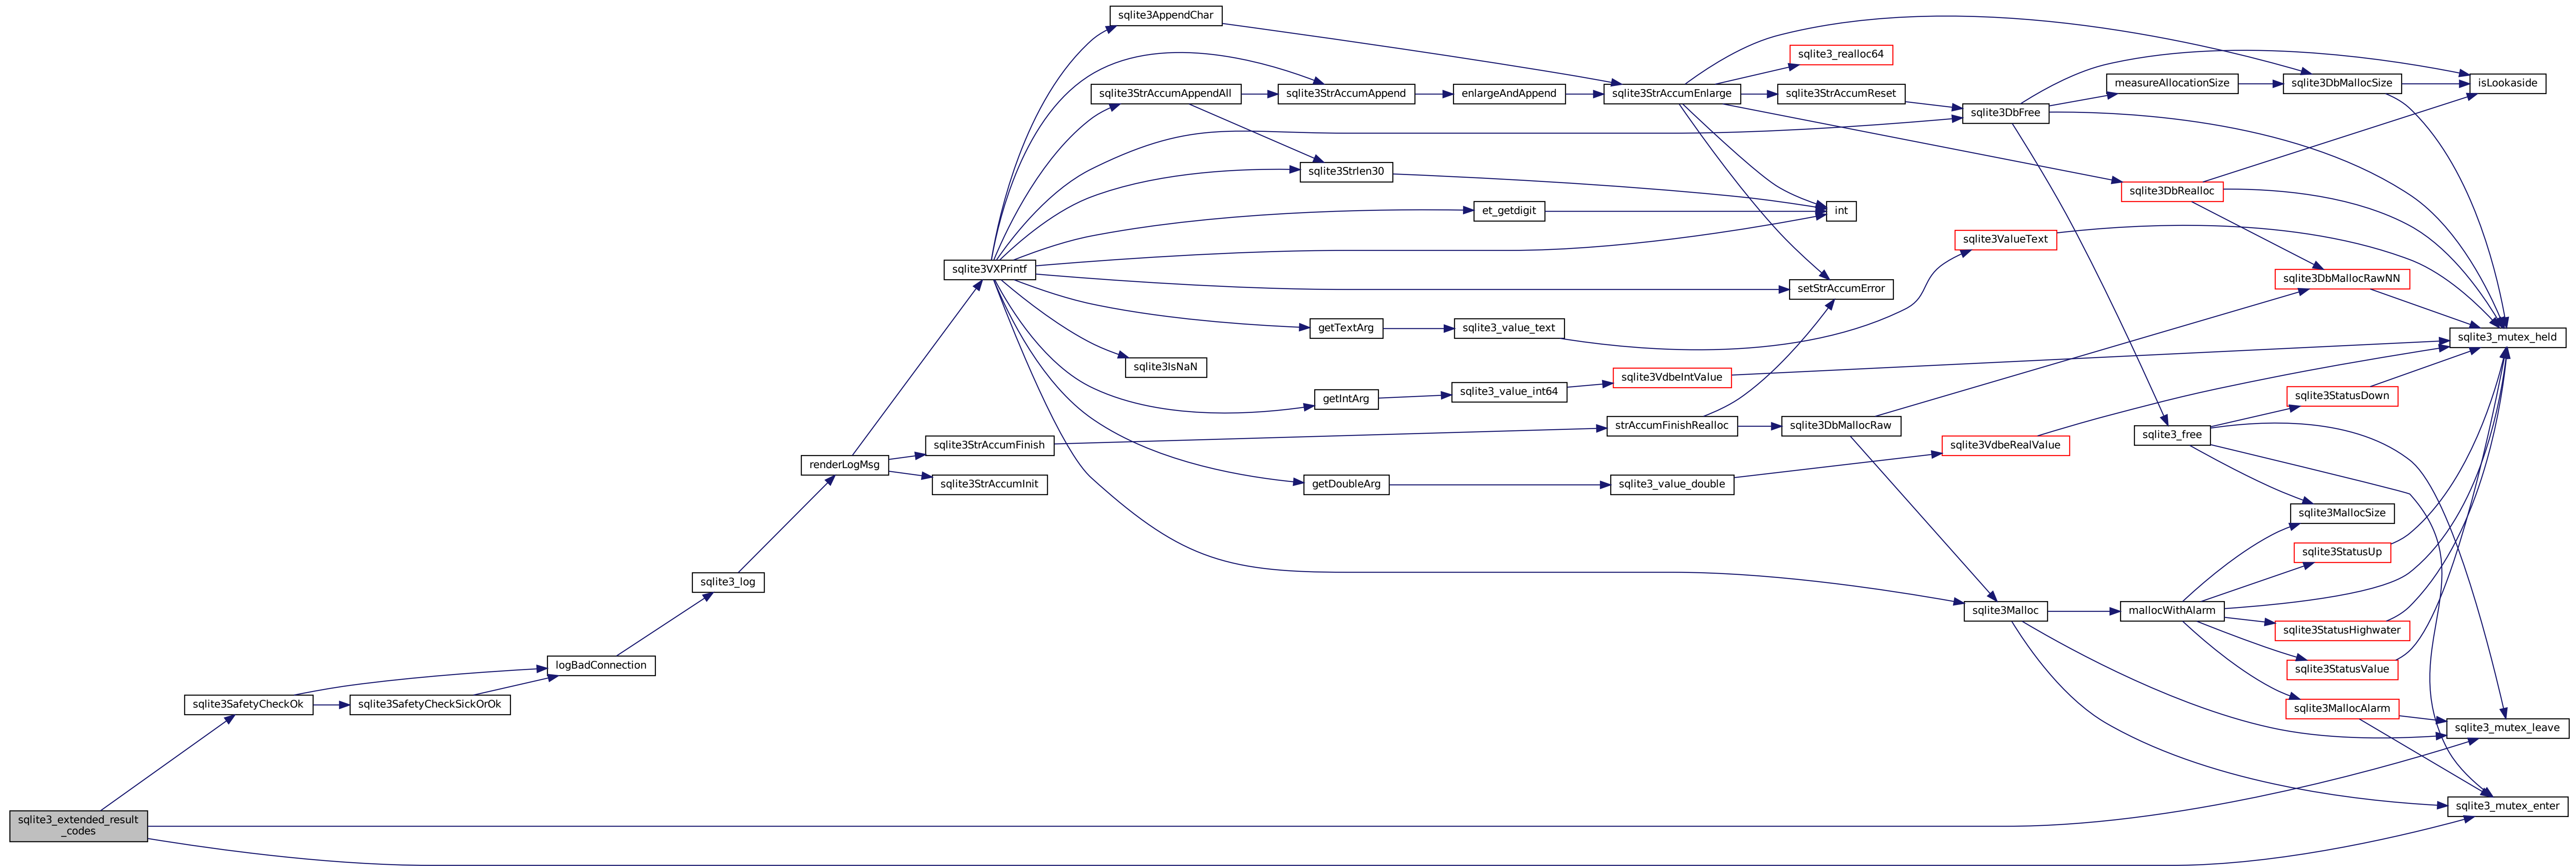 sqlite3AppendChar
sqlite3_realloc64
measureAllocationSize
sqlite3DbMallocSize
isLookaside
sqlite3StrAccumAppendAll
sqlite3StrAccumAppend
enlargeAndAppend
sqlite3StrAccumEnlarge
sqlite3StrAccumReset
sqlite3DbFree
sqlite3Strlen30
sqlite3DbRealloc
et_getdigit
int
sqlite3ValueText
sqlite3VXPrintf
sqlite3DbMallocRawNN
setStrAccumError
getTextArg
sqlite3_value_text
sqlite3_mutex_held
sqlite3IsNaN
sqlite3VdbeIntValue
getIntArg
sqlite3_value_int64
sqlite3StatusDown
strAccumFinishRealloc
sqlite3DbMallocRaw
sqlite3_free
sqlite3StrAccumFinish
sqlite3VdbeRealValue
renderLogMsg
sqlite3StrAccumInit
getDoubleArg
sqlite3_value_double
sqlite3MallocSize
sqlite3StatusUp
sqlite3_log
sqlite3Malloc
mallocWithAlarm
sqlite3StatusHighwater
logBadConnection
sqlite3StatusValue
sqlite3SafetyCheckOk
sqlite3SafetyCheckSickOrOk
sqlite3MallocAlarm
sqlite3_mutex_leave
sqlite3_mutex_enter
sqlite3_extended_result
_codes